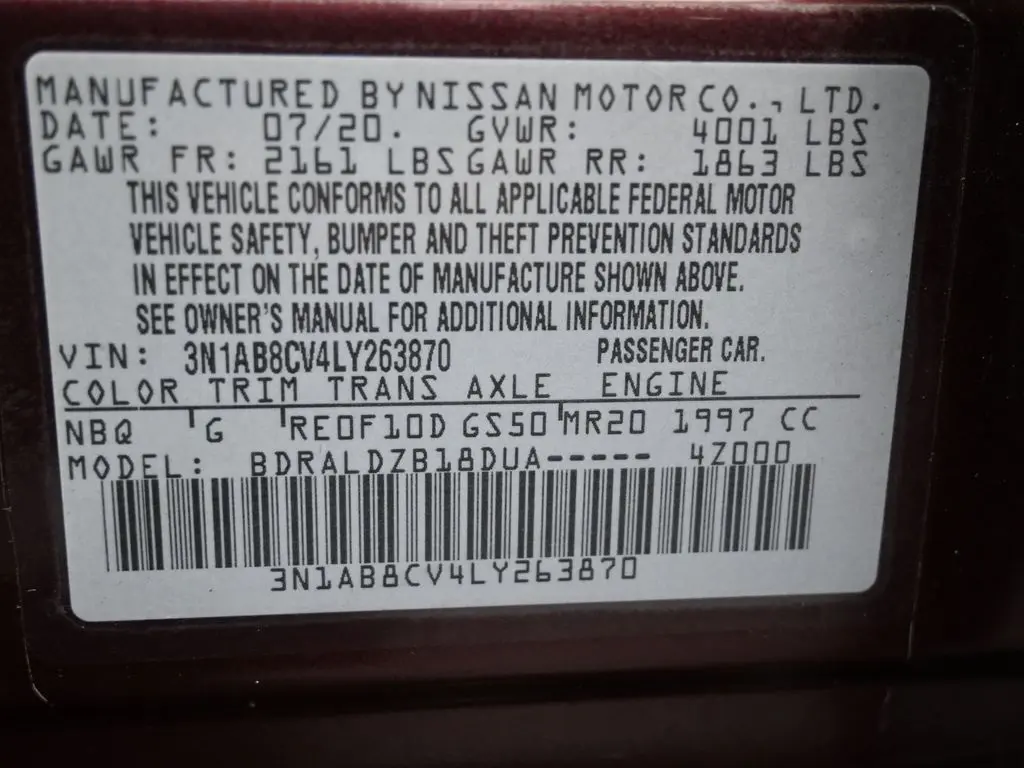 MANUFACTURED BY NISSAN MOTOR CO., LTD.
DATE: 07/20. GVWR: 4001 LBS
GAWR FR: 2161 LBS GAWR RR: 1863 LBS
THIS VEHICLE CONFORMS TO ALL APPLICABLE FEDERAL MOTOR
VEHICLE SAFETY, BUMPER AND THEFT PREVENTION STANDARDS
IN EFFECT ON THE DATE OF MANUFACTURE SHOWN ABOVE.
SEE OWNER'S MANUAL FOR ADDITIONAL INFORMATION.
VIN: 3N1AB8CV4LY263870 PASSENGER CAR.
COLOR TRIM TRANS AXLE ENGINE
NBQ G RE0F10D GS50 MR20 1997 CC
MODEL: BDRALDZB18DUA----- 4Z000
3N1AB8CV4LY263870